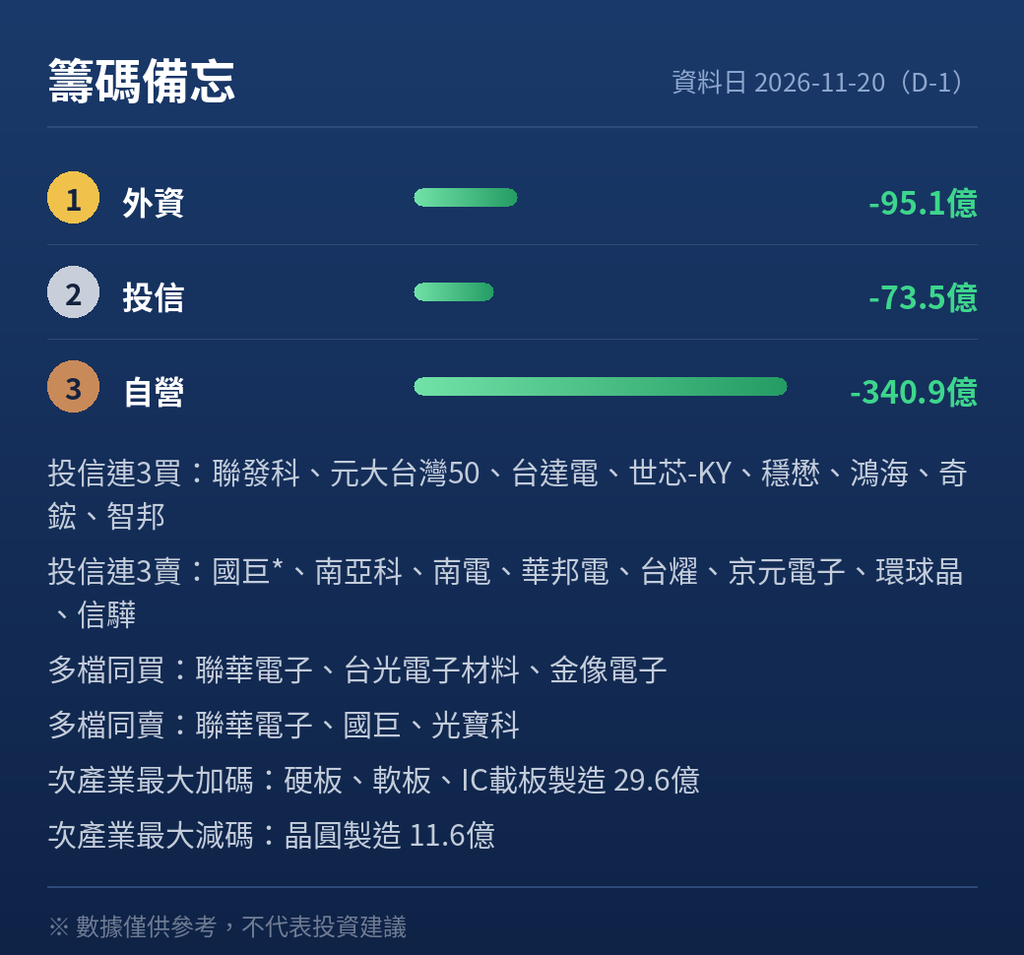 籌碼備忘
資料日 2026-11-20（D-1）
1 外資 -95.1億
2 投信 -73.5億
3 自營 -340.9億
投信連3買：聯發科、元大台灣50、台達電、世芯-KY、穩懋、鴻海、奇
鋐、智邦
投信連3賣：國巨*、南亞科、南電、華邦電、台燿、京元電子、環球晶
、信驊
多檔同買：聯華電子、台光電子材料、金像電子
多檔同賣：聯華電子、國巨、光寶科
次產業最大加碼：硬板、軟板、IC載板製造 29.6億
次產業最大減碼：晶圓製造 11.6億
※ 數據僅供參考，不代表投資建議